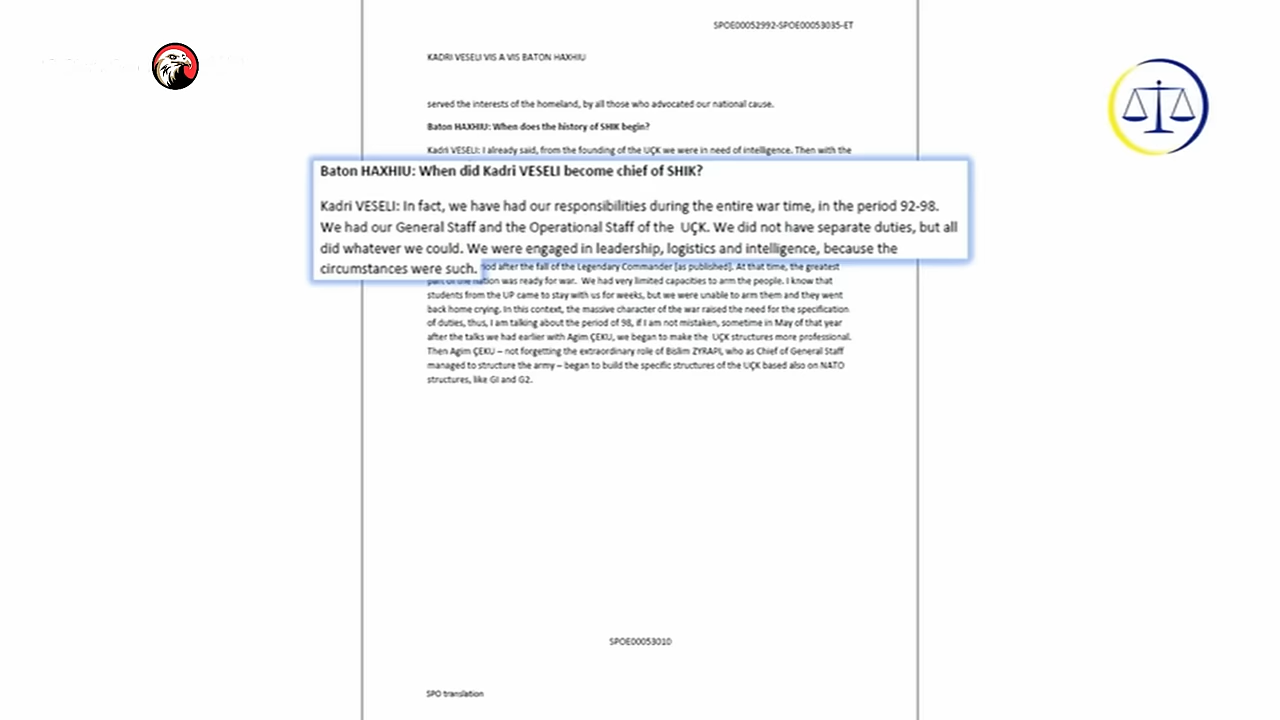 SPOE00052992-SPOE00053035-ET
KADRI VESELI VIS A VIS BATON HAXHIU
served the interests of the homeland, by all those who advocated our national cause.
Baton HAXHIU: When does the history of SHIK begin?
Kadri VESELI: I already said, from the founding of the UÇK we were in need of intelligence. Then with the
Baton HAXHIU: When did Kadri VESELI become chief of SHIK?
Kadri VESELI: In fact, we have had our responsibilities during the entire war time, in the period 92-98.
We had our General Staff and the Operational Staff of the UÇK. We did not have separate duties, but all
did whatever we could. We were engaged in leadership, logistics and intelligence, because the
circumstances were such.
after the fall of the Legendary Commander [as published]. At that time, the greatest
part of the nation was ready for war. We had very limited capacities to arm the people. I know that
students from the UP came to stay with us for weeks, but we were unable to arm them and they went
back home crying. In this context, the massive character of the war raised the need for the specification
of duties, thus, I am talking about the period of 98, if I am not mistaken, sometime in May of that year
after the talks we had earlier with Agim ÇEKU, we began to make the UÇK structures more professional.
Then Agim ÇEKU – not forgetting the extraordinary role of Bislim ZYRAPI, who as Chief of General Staff
managed to structure the army – began to build the specific structures of the UÇK based also on NATO
structures, like GI and G2.
SPOE00053010
SPO translation